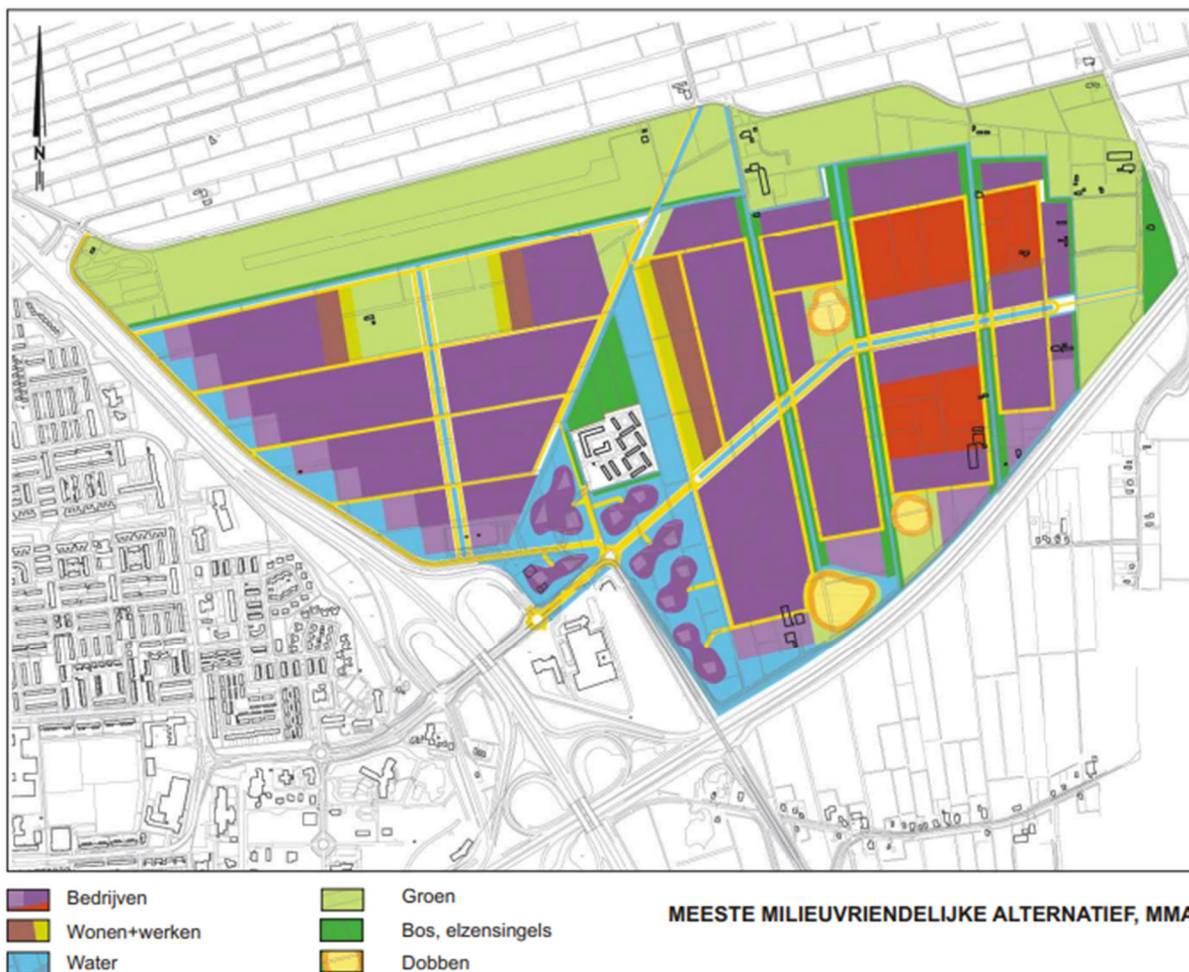 N
Bedrijven
Wonen+werken
Water
Groen
Bos, elzensingels
Dobben
MEESTE MILIEUVRIENDELIJKE ALTERNATIEF, MMA